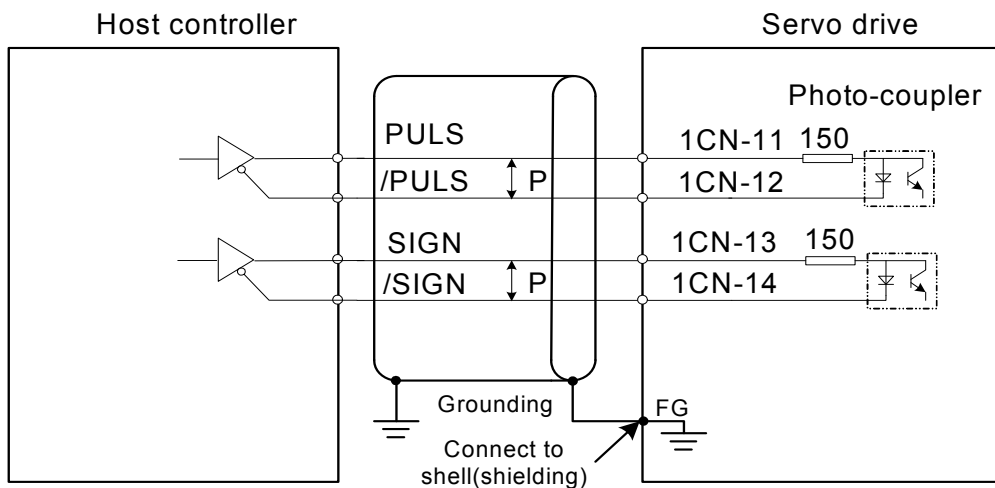 Host controller
Servo drive
Photo-coupler
PULS
1CN-11
150
/PULS
P
1CN-12
SIGN
1CN-13
150
/SIGN
P
1CN-14
Grounding
FG
Connect to
shell(shielding)